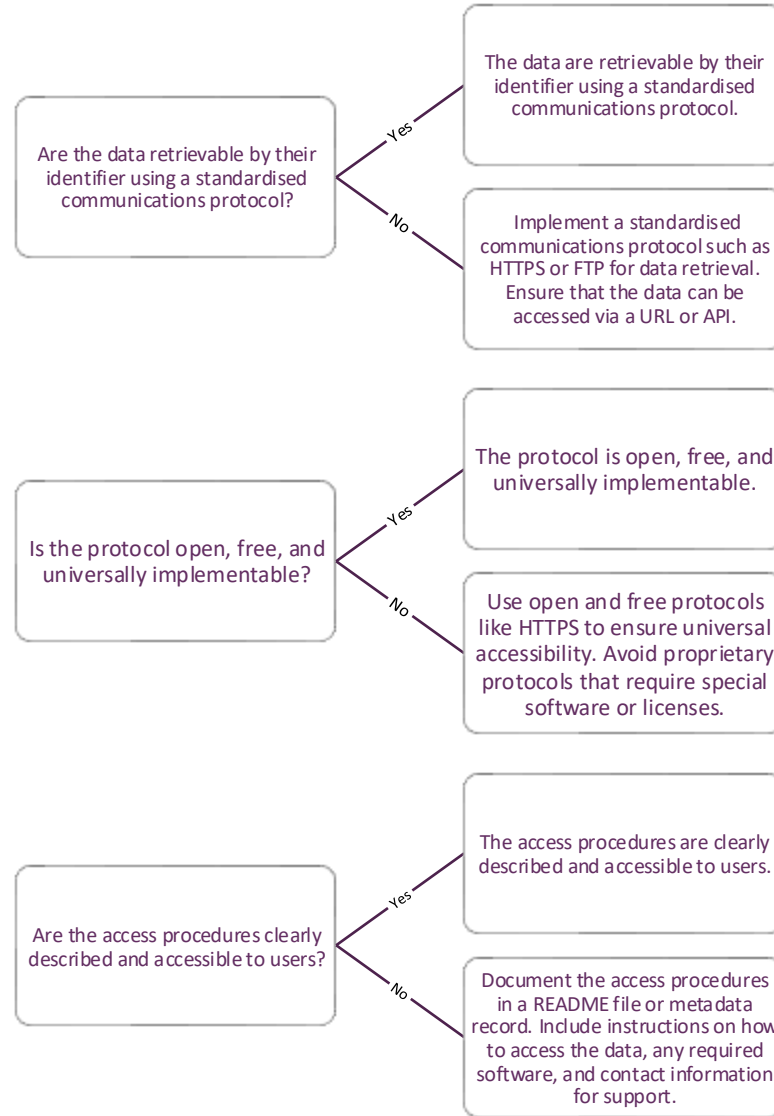 Are the data retrievable by their
identifier using a standardised
communications protocol?
Yes
The data are retrievable by their
identifier using a standardised
communications protocol.
No
Implement a standardised
communications protocol such as
HTTPS or FTP for data retrieval.
Ensure that the data can be
accessed via a URL or API.
Is the protocol open, free, and
universally implementable?
Yes
The protocol is open, free, and
universally implementable.
No
Use open and free protocols
like HTTPS to ensure universal
accessibility. Avoid proprietary
protocols that require special
software or licenses.
Are the access procedures clearly
described and accessible to users?
Yes
The access procedures are clearly
described and accessible to users.
No
Document the access procedures
in a README file or metadata
record. Include instructions on how
to access the data, any required
software, and contact information
for support.